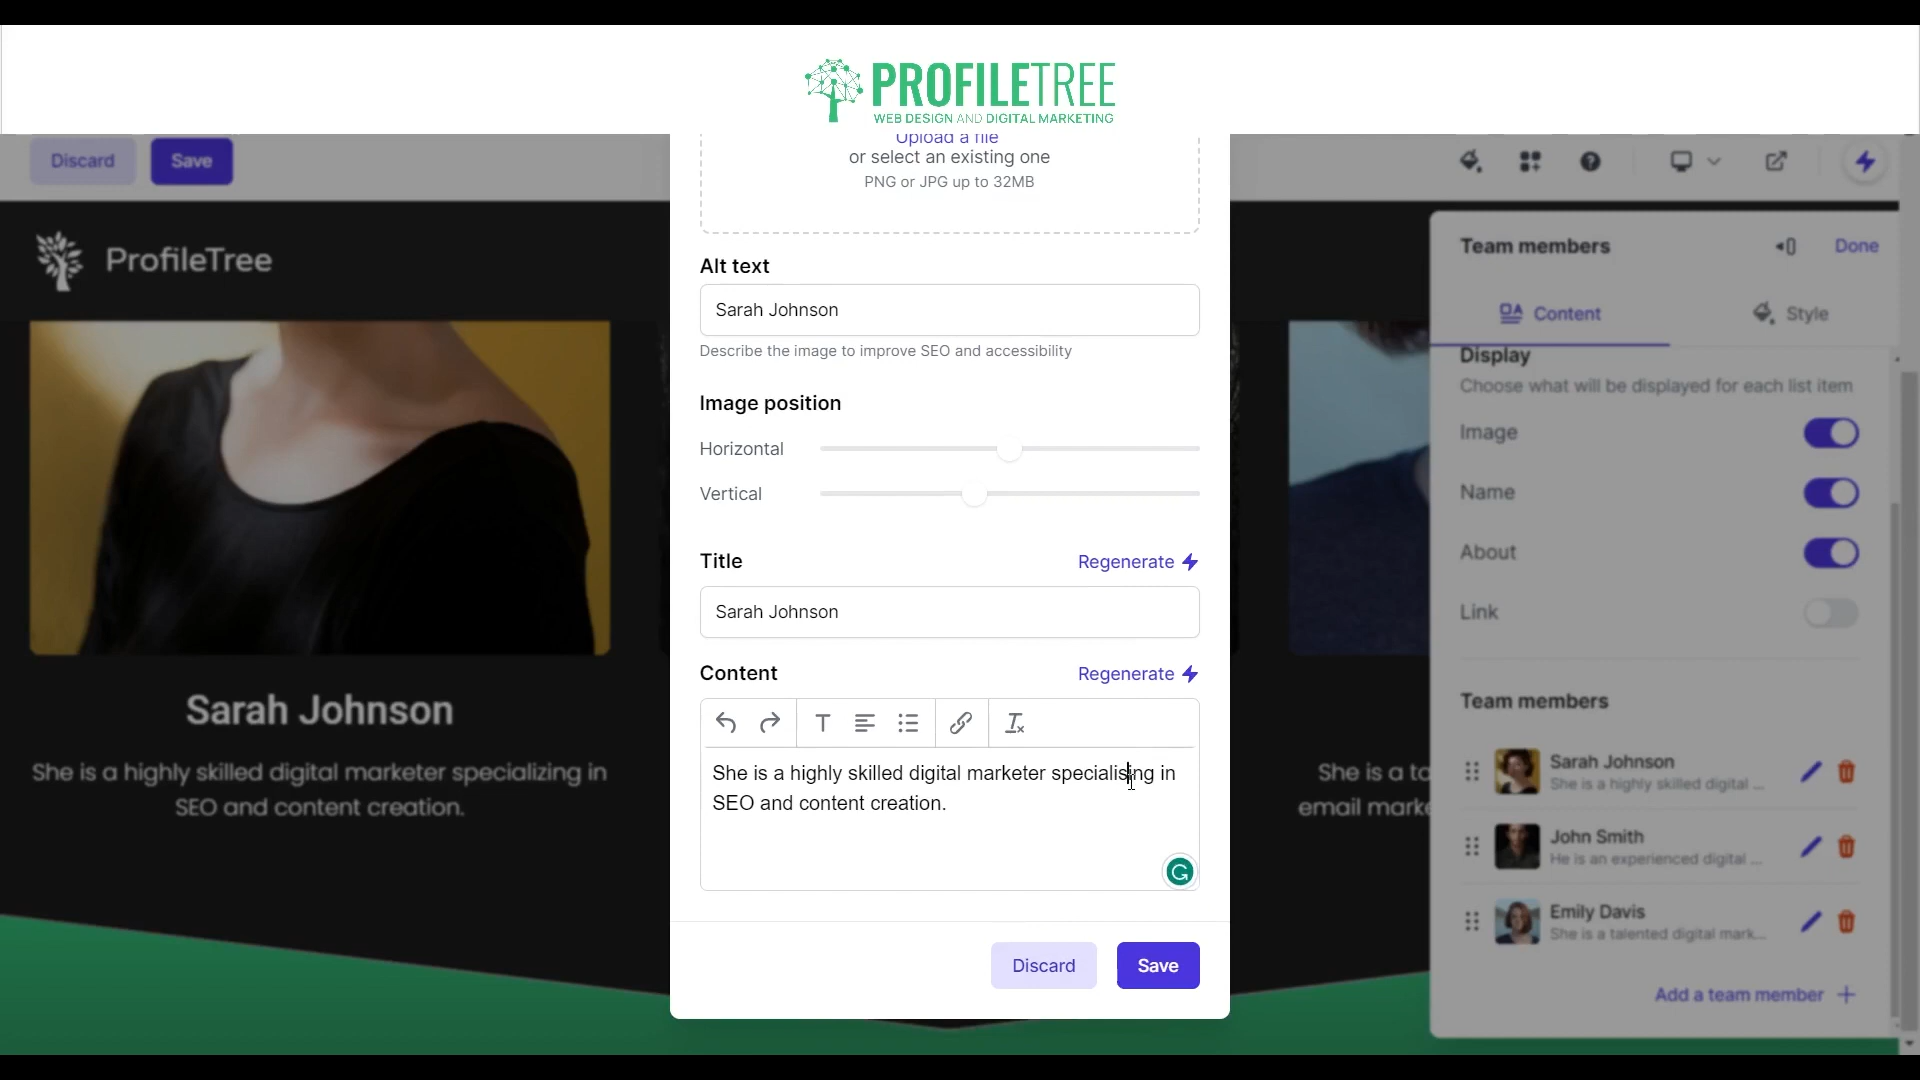 PROFILETREE
WEB DESIGN AND DIGITAL MARKETING
Discard
Save
ProfileTree
Sarah Johnson
She is a highly skilled digital marketer specializing in
SEO and content creation.
Upload a file
or select an existing one
PNG or JPG up to 32MB
Alt text
Sarah Johnson
Describe the image to improve SEO and accessibility
Image position
Horizontal
Vertical
Title
Regenerate
Sarah Johnson
Content
Regenerate
She is a highly skilled digital marketer specialising in
SEO and content creation.
Discard
Save
She is a ta
email marke
Team members
Done
Content
Style
Display
Choose what will be displayed for each list item
Image
Name
About
Link
Team members
Sarah Johnson
She is a highly skilled digital ...
John Smith
He is an experienced digital ...
Emily Davis
She is a talented digital mark...
Add a team member